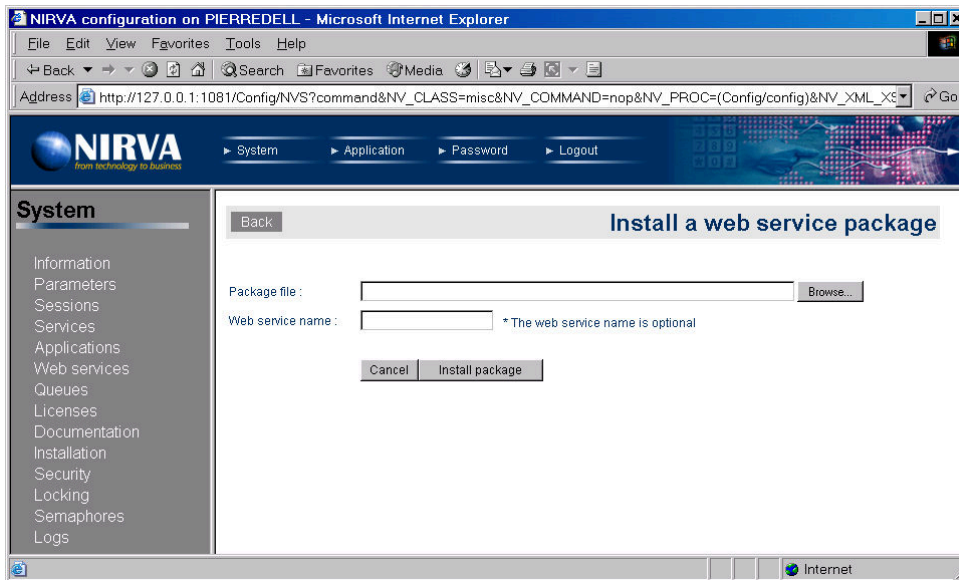 NIRVA configuration on PIERREDELL - Microsoft Internet Explorer
File Edit View Favorites Tools Help
Back Search Favorites Media
Address http://127.0.0.1:1081/Config/NVS?command&NV_CLASS=misc&NV_COMMAND=nop&NV_PROC=(Config/config)&NV_XML_XS Go
NIRVA
from technology to business
System Application Password Logout
System
Information
Parameters
Sessions
Services
Applications
Web services
Queues
Licenses
Documentation
Installation
Security
Locking
Semaphores
Logs
Back Install a web service package
Package file : Browse...
Web service name : * The web service name is optional
Cancel Install package
Internet